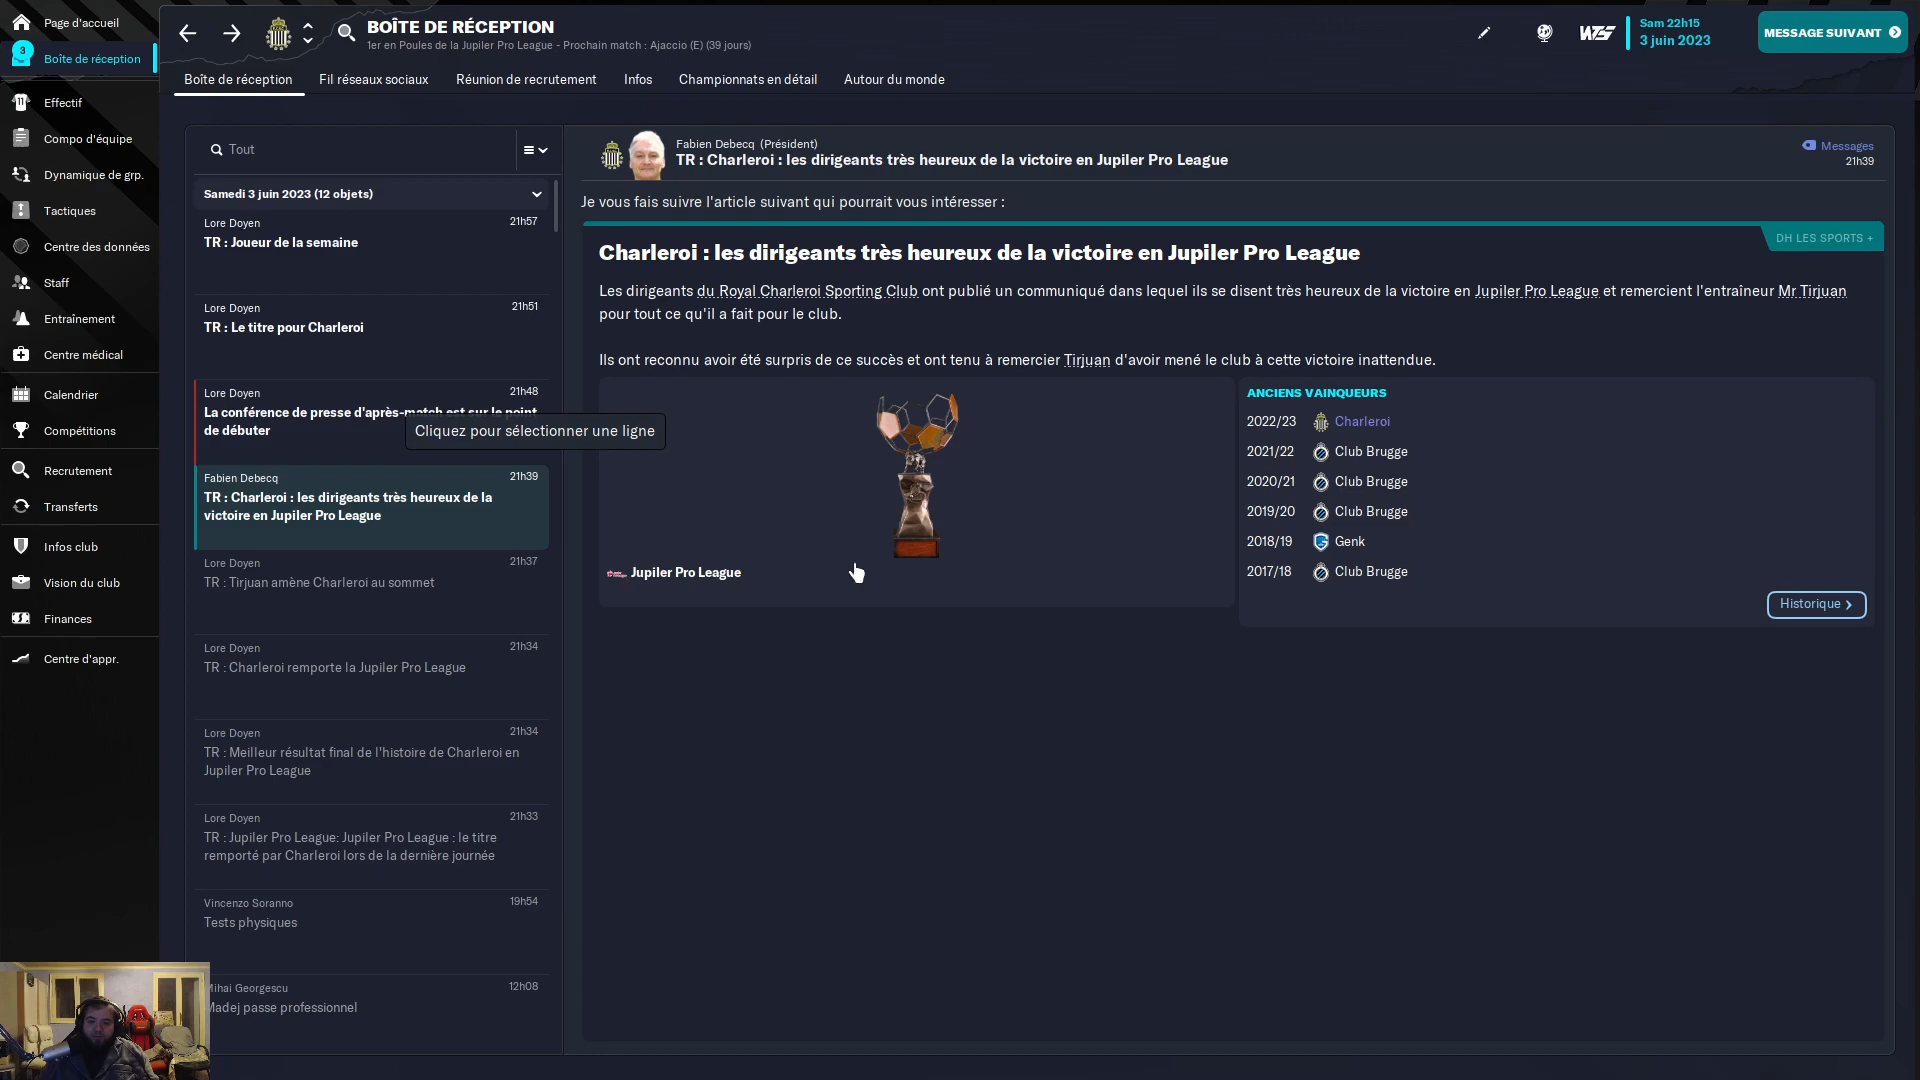 Page d'accueil
3
Boîte de réception
Effectif
Compo d'équipe
Dynamique de grp.
Tactiques
Centre des données
Staff
Entraînement
Centre médical
Calendrier
Compétitions
Recrutement
Transferts
Infos club
Vision du club
Finances
Centre d'appr.
BOÎTE DE RÉCEPTION
1er en Poules de la Jupiler Pro League - Prochain match : Ajaccio (E) (39 jours)
Sam 22h15
3 juin 2023
MESSAGE SUIVANT
Boîte de réception
Fil réseaux sociaux
Réunion de recrutement
Infos
Championnats en détail
Autour du monde
Tout
Samedi 3 juin 2023 (12 objets)
Lore Doyen 21h57
TR : Joueur de la semaine
Lore Doyen 21h51
TR : Le titre pour Charleroi
Lore Doyen 21h48
La conférence de presse d'après-match est sur le point
de débuter
Cliquez pour sélectionner une ligne
Fabien Debecq 21h39
TR : Charleroi : les dirigeants très heureux de la
victoire en Jupiler Pro League
Lore Doyen 21h37
TR : Tirjuan amène Charleroi au sommet
Lore Doyen 21h34
TR : Charleroi remporte la Jupiler Pro League
Lore Doyen 21h34
TR : Meilleur résultat final de l'histoire de Charleroi en
Jupiler Pro League
Lore Doyen 21h33
TR : Jupiler Pro League: Jupiler Pro League : le titre
remporté par Charleroi lors de la dernière journée
Vincenzo Soranno 19h54
Tests physiques
Mihai Georgescu 12h08
Madej passe professionnel
Fabien Debecq (Président)
TR : Charleroi : les dirigeants très heureux de la victoire en Jupiler Pro League
Messages
21h39
Je vous fais suivre l'article suivant qui pourrait vous intéresser :
DH LES SPORTS +
Charleroi : les dirigeants très heureux de la victoire en Jupiler Pro League
Les dirigeants du Royal Charleroi Sporting Club ont publié un communiqué dans lequel ils se disent très heureux de la victoire en Jupiler Pro League et remercient l'entraîneur Mr Tirjuan
pour tout ce qu'il a fait pour le club.
Ils ont reconnu avoir été surpris de ce succès et ont tenu à remercier Tirjuan d'avoir mené le club à cette victoire inattendue.
Jupiler Pro League
ANCIENS VAINQUEURS
2022/23 Charleroi
2021/22 Club Brugge
2020/21 Club Brugge
2019/20 Club Brugge
2018/19 Genk
2017/18 Club Brugge
Historique